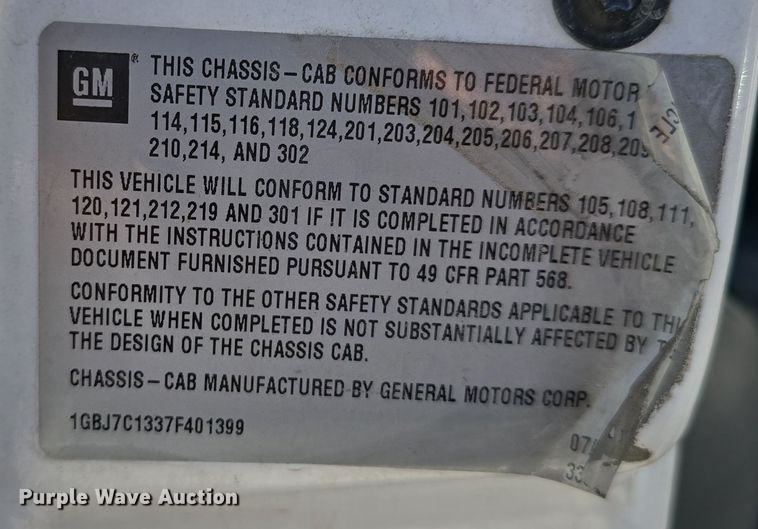 GM®
THIS CHASSIS-CAB CONFORMS TO FEDERAL MOTOR
SAFETY STANDARD NUMBERS 101,102,103,104,106,1
114,115,116,118,124,201,203,204,205,206,207,208,209
210,214, AND 302
THIS VEHICLE WILL CONFORM TO STANDARD NUMBERS 105,108,111,
120,121,212,219 AND 301 IF IT IS COMPLETED IN ACCORDANCE
WITH THE INSTRUCTIONS CONTAINED IN THE INCOMPLETE VEHICLE
DOCUMENT FURNISHED PURSUANT TO 49 CFR PART 568.
CONFORMITY TO THE OTHER SAFETY STANDARDS APPLICABLE TO TH
VEHICLE WHEN COMPLETED IS NOT SUBSTANTIALLY AFFECTED BY
THE DESIGN OF THE CHASSIS CAB.
CHASSIS-CAB MANUFACTURED BY GENERAL MOTORS CORP.
1GBJ7C1337F401399
07
33
Purple Wave Auction